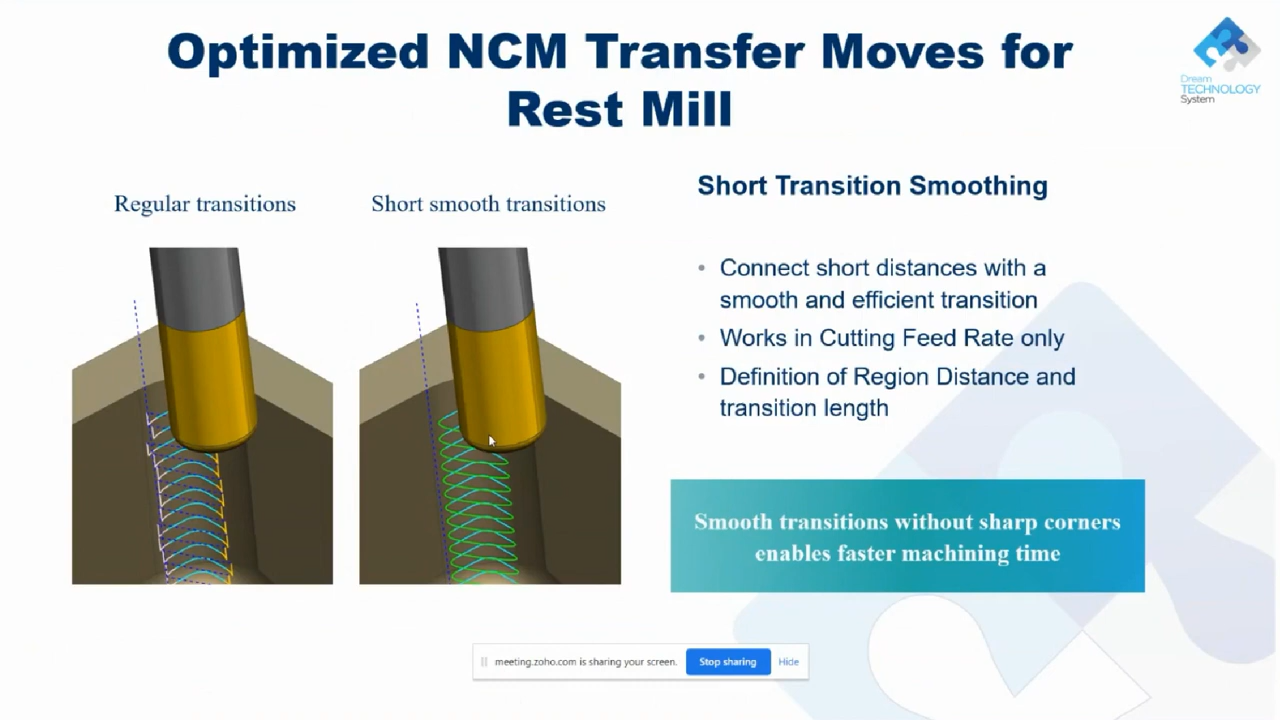 Optimized NCM Transfer Moves for
Rest Mill
Dream
TECHNOLOGY
System
Regular transitions
Short smooth transitions
Short Transition Smoothing
• Connect short distances with a
smooth and efficient transition
• Works in Cutting Feed Rate only
• Definition of Region Distance and
transition length
Smooth transitions without sharp corners
enables faster machining time
meeting.zoho.com is sharing your screen. Stop sharing Hide